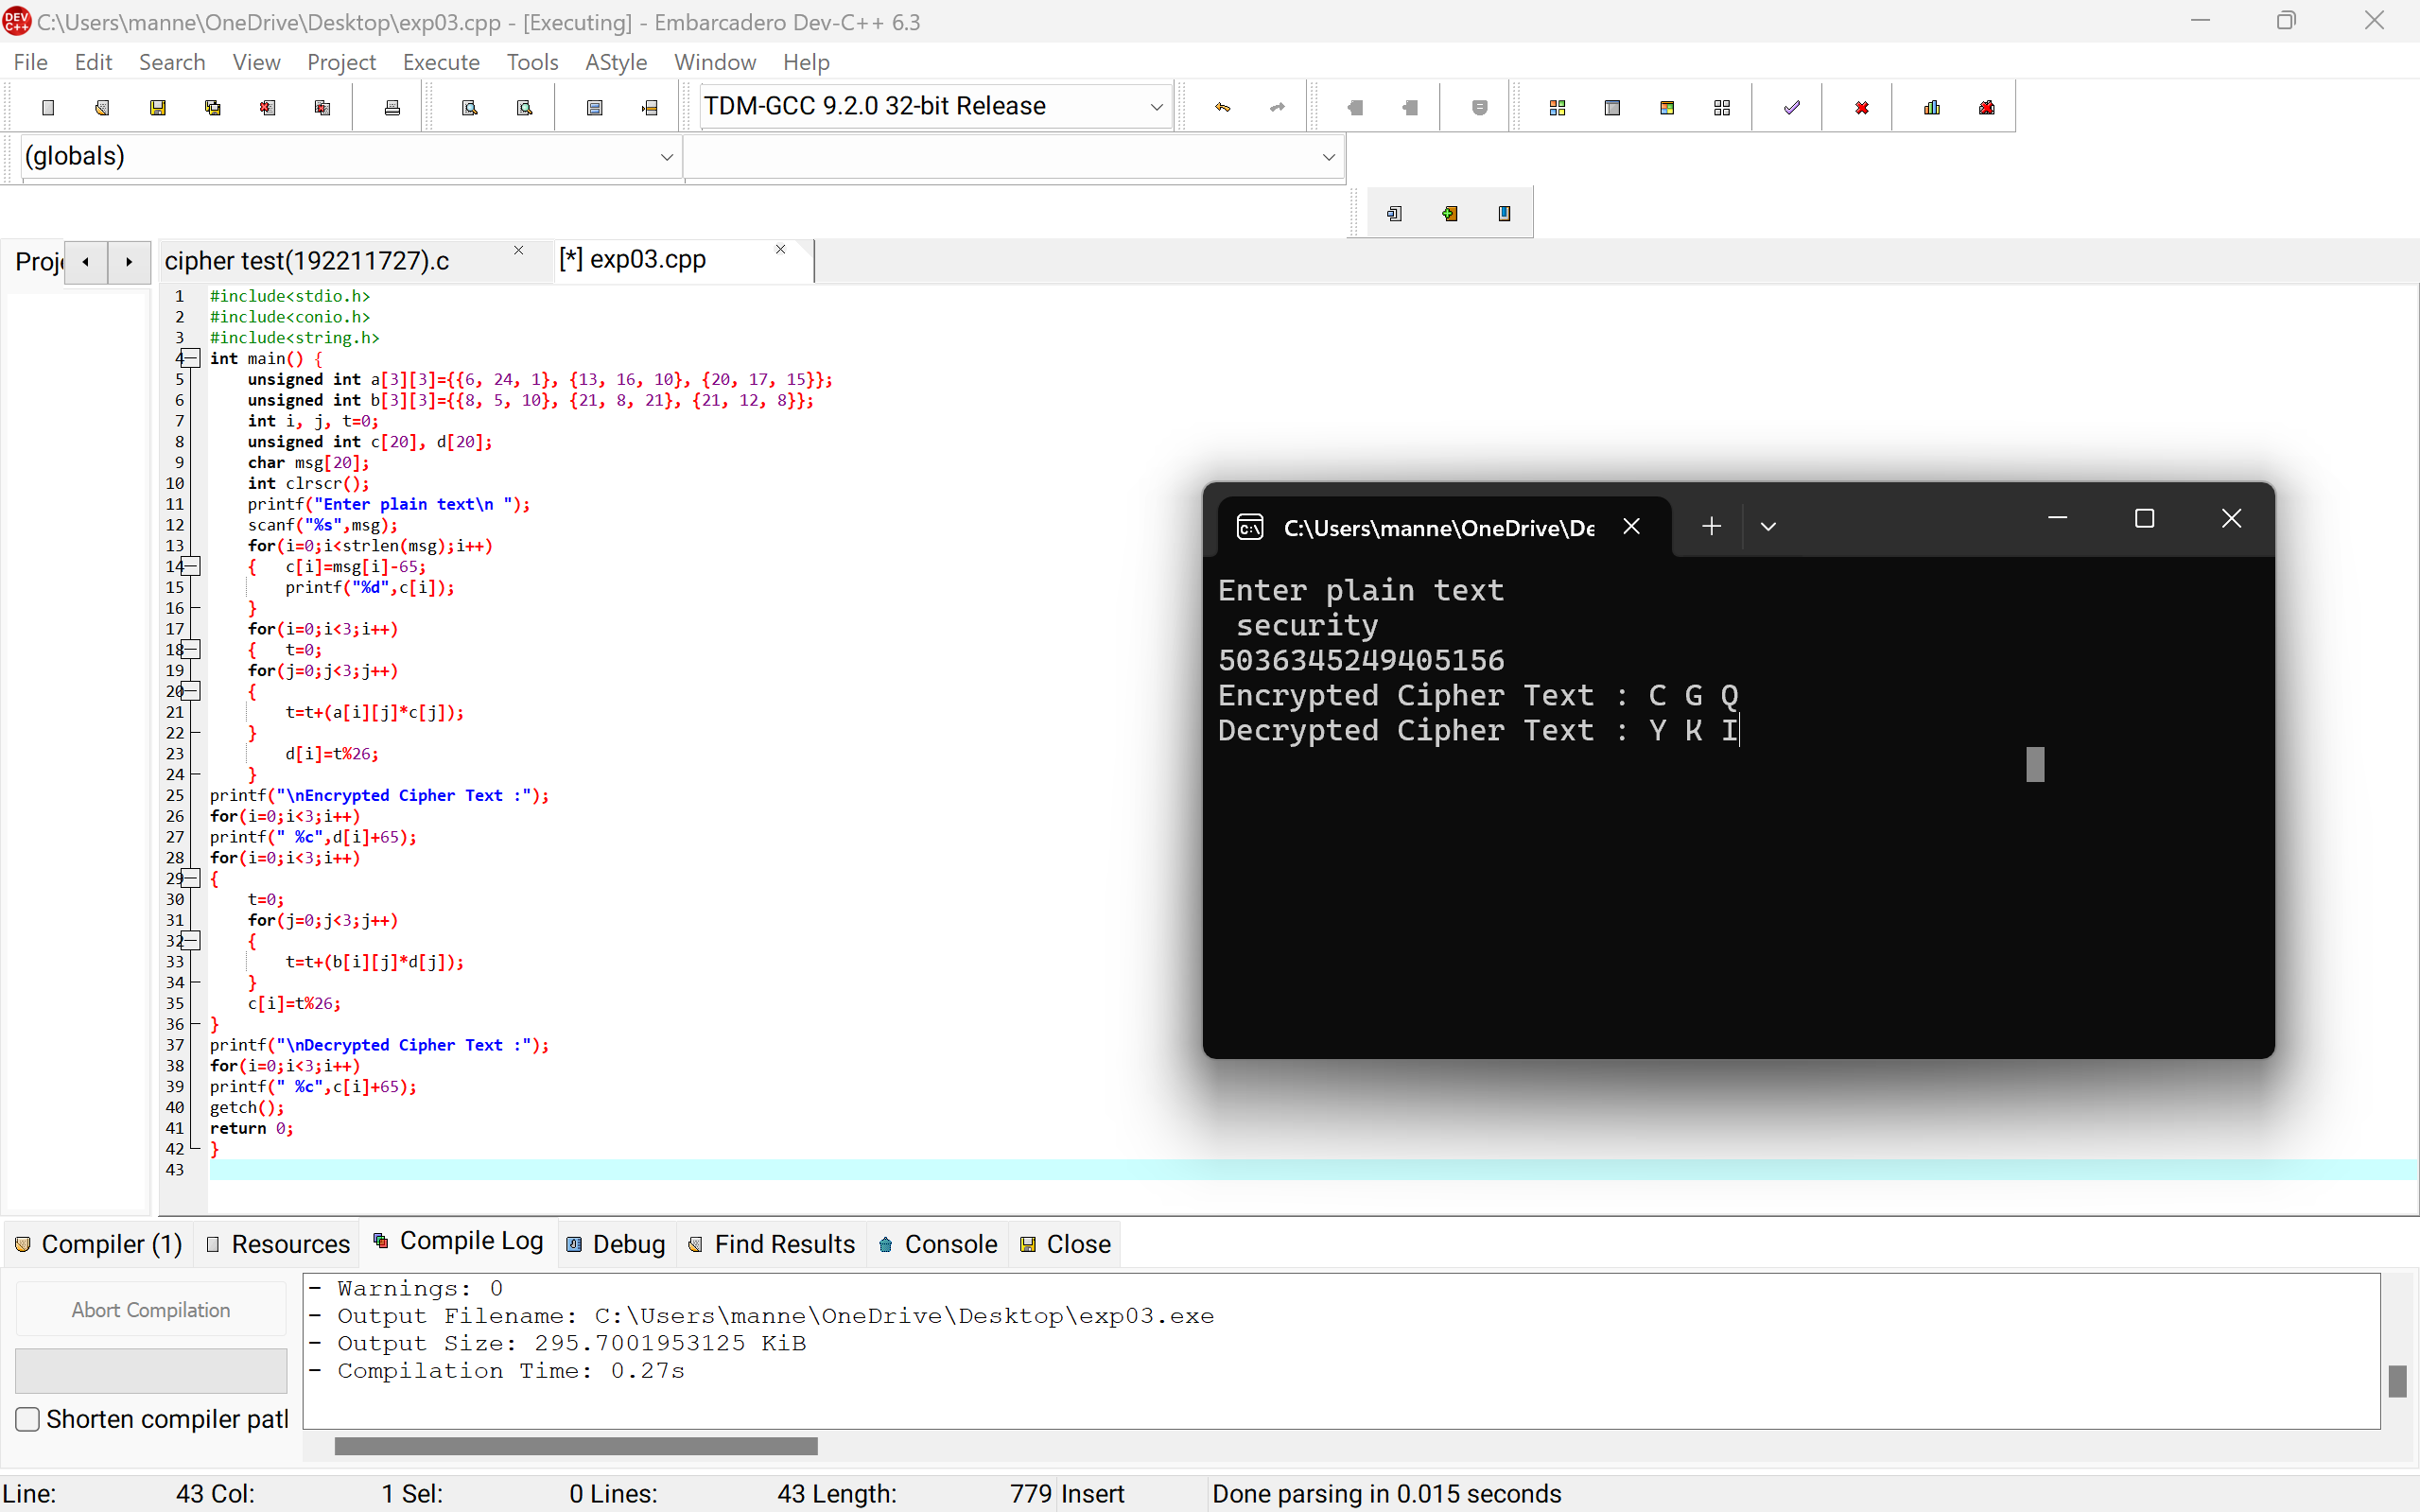 C:\Users\manne\OneDrive\Desktop\exp03.cpp - [Executing] - Embarcadero Dev-C++ 6.3
File Edit Search View Project Execute Tools AStyle Window Help
TDM-GCC 9.2.0 32-bit Release
(globals)
Proj cipher test(192211727).c [*] exp03.cpp
1 #include<stdio.h>
2 #include<conio.h>
3 #include<string.h>
4 int main() {
5 unsigned int a[3][3]={{6, 24, 1}, {13, 16, 10}, {20, 17, 15}};
6 unsigned int b[3][3]={{8, 5, 10}, {21, 8, 21}, {21, 12, 8}};
7 int i, j, t=0;
8 unsigned int c[20], d[20];
9 char msg[20];
10 int clrscr();
11 printf("Enter plain text\n ");
12 scanf("%s",msg);
13 for(i=0;i<strlen(msg);i++)
14 { c[i]=msg[i]-65;
15 printf("%d",c[i]);
16 }
17 for(i=0;i<3;i++)
18 { t=0;
19 for(j=0;j<3;j++)
20 {
21 t=t+(a[i][j]*c[j]);
22 }
23 d[i]=t%26;
24 }
25 printf("\nEncrypted Cipher Text :");
26 for(i=0;i<3;i++)
27 printf(" %c",d[i]+65);
28 for(i=0;i<3;i++)
29 {
30 t=0;
31 for(j=0;j<3;j++)
32 {
33 t=t+(b[i][j]*d[j]);
34 }
35 c[i]=t%26;
36 }
37 printf("\nDecrypted Cipher Text :");
38 for(i=0;i<3;i++)
39 printf(" %c",c[i]+65);
40 getch();
41 return 0;
42 }
43
C:\Users\manne\OneDrive\De
Enter plain text
security
5036345249405156
Encrypted Cipher Text : C G Q
Decrypted Cipher Text : Y K I
Compiler (1) Resources Compile Log Debug Find Results Console Close
Abort Compilation
Shorten compiler path
- Warnings: 0
- Output Filename: C:\Users\manne\OneDrive\Desktop\exp03.exe
- Output Size: 295.7001953125 KiB
- Compilation Time: 0.27s
Line: 43 Col: 1 Sel: 0 Lines: 43 Length: 779 Insert Done parsing in 0.015 seconds